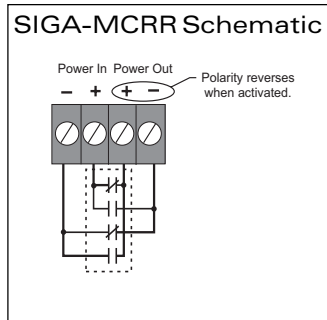 SIGA-MCRR Schematic
Power In Power Out
Polarity reverses
when activated.
− + + −